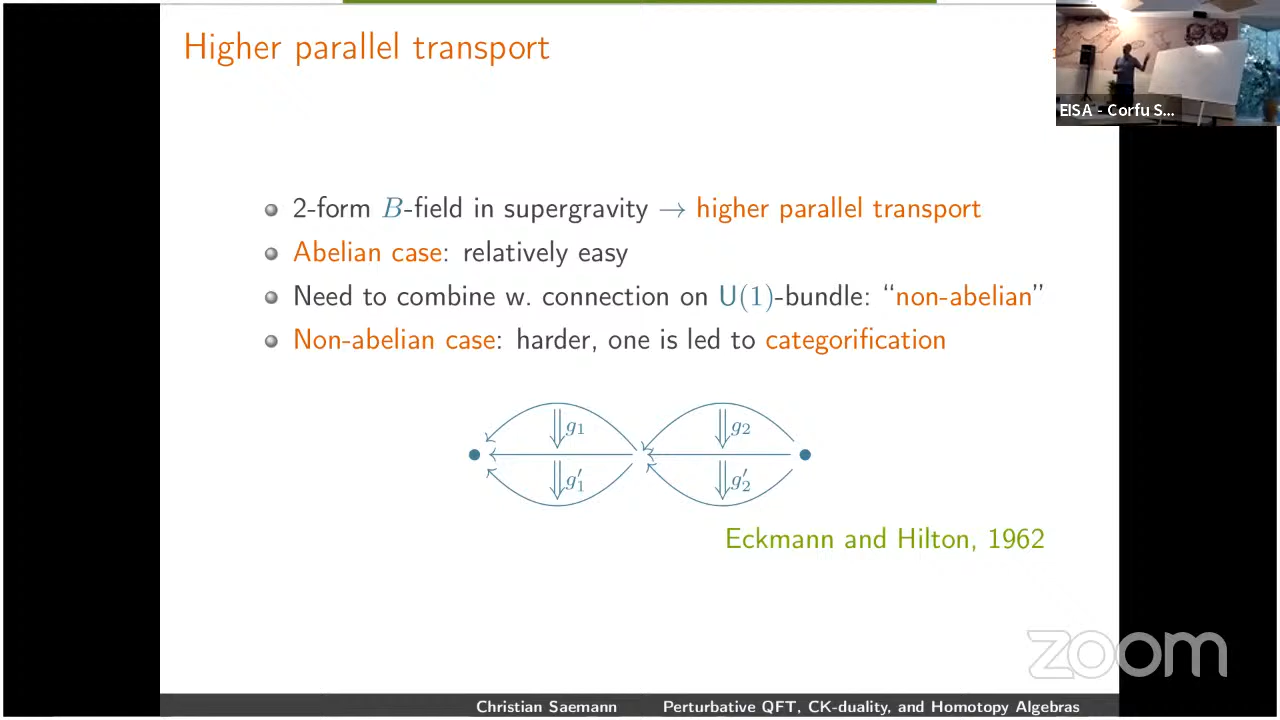 Higher parallel transport
EISA - Corfu S...
2-form B-field in supergravity → higher parallel transport
Abelian case: relatively easy
Need to combine w. connection on U(1)-bundle: “non-abelian”
Non-abelian case: harder, one is led to categorification
g₁ g₂
g′₁ g′₂
Eckmann and Hilton, 1962
zoom
Christian Saemann Perturbative QFT, CK-duality, and Homotopy Algebras